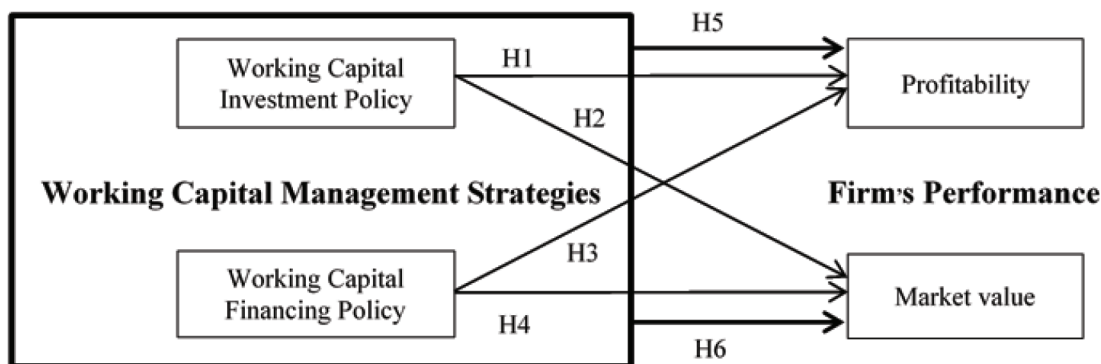 H5
Working Capital
Investment Policy
H1
Profitability
H2
Working Capital Management Strategies
Firm's Performance
H3
Working Capital
Financing Policy
Market value
H4
H6